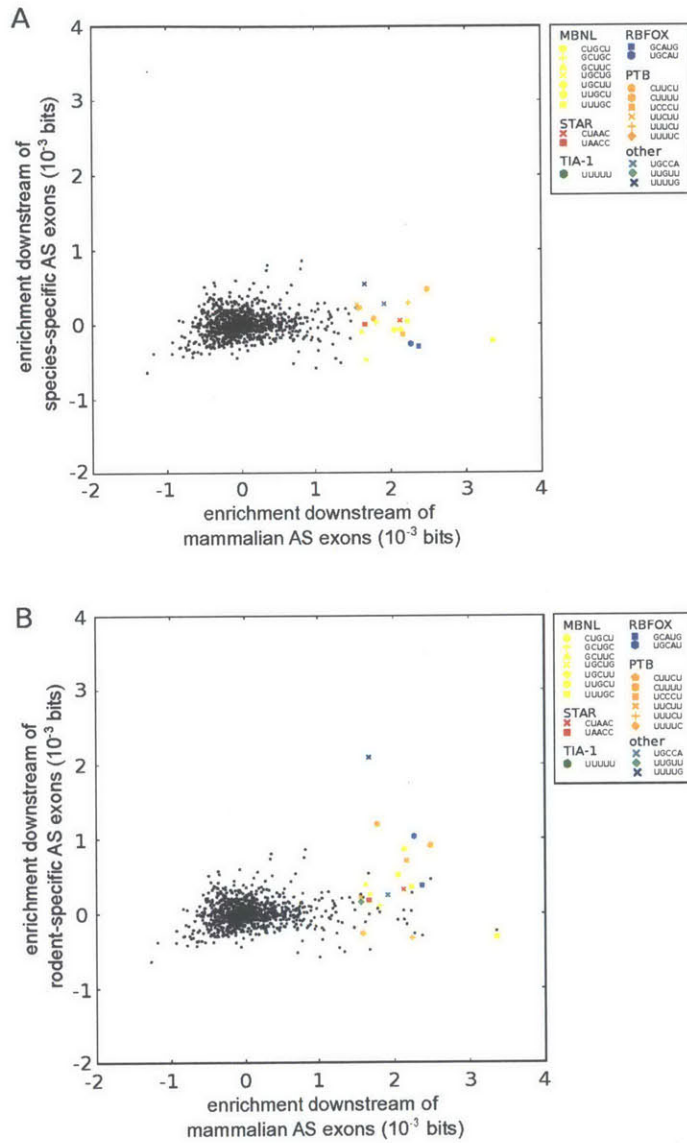 A
enrichment downstream of
species-specific AS exons (10-3 bits)
4
3
2
1
0
-1
-2
-2
-1
0
1
2
3
4
enrichment downstream of
mammalian AS exons (10-3 bits)
MBNL
CUGCU
GCUGC
GCUUC
UGCUG
UGCUU
UUGCU
UUUGC
STAR
CUAAC
UAACC
TIA-1
UUUUU
RBFOX
GCAUG
UGCAU
PTB
CUUCU
CUUUU
UCCCU
UUCUU
UUUCU
UUUUC
other
UGCCA
UUGUU
UUUUG
B
enrichment downstream of
rodent-specific AS exons (10-3 bits)
4
3
2
1
0
-1
-2
-2
-1
0
1
2
3
4
enrichment downstream of
mammalian AS exons (10-3 bits)
MBNL
CUGCU
GCUGC
GCUUC
UGCUG
UGCUU
UUGCU
UUUGC
STAR
CUAAC
UAACC
TIA-1
UUUUU
RBFOX
GCAUG
UGCAU
PTB
CUUCU
CUUUU
UCCCU
UUCUU
UUUCU
UUUUC
other
UGCCA
UUGUU
UUUUG